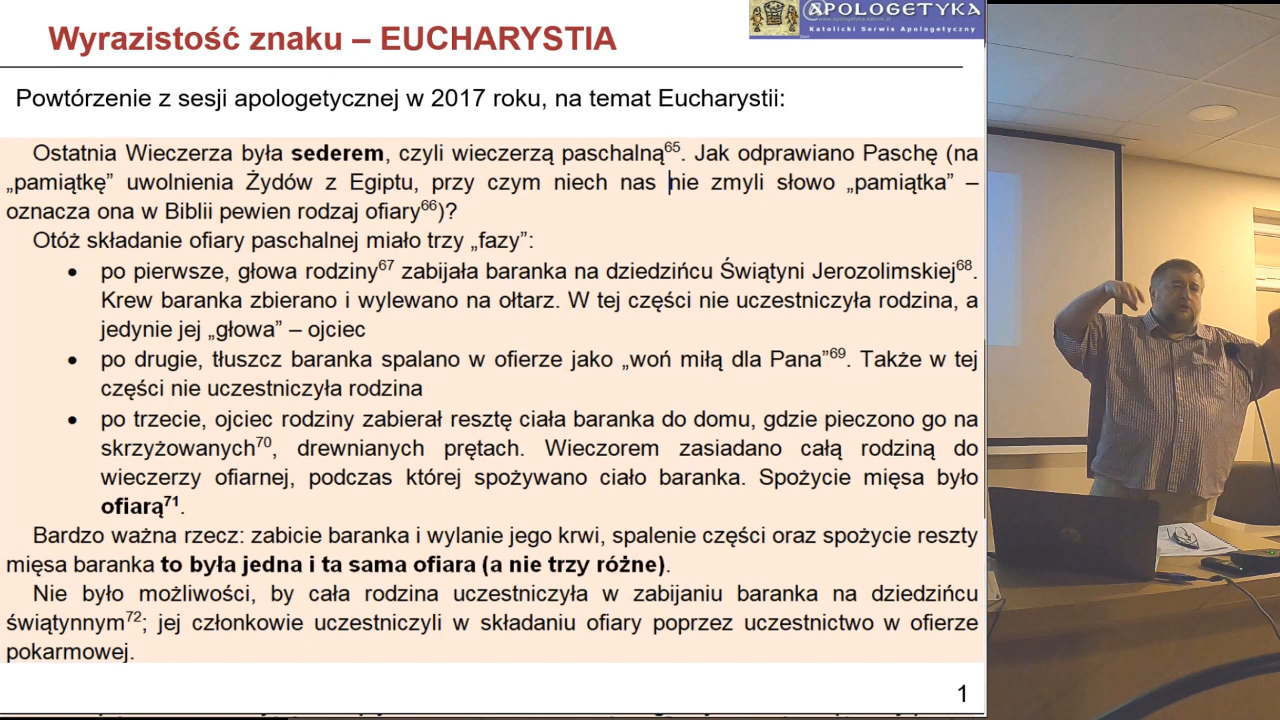 Wyrazistość znaku – EUCHARYSTIA
APOLOGETYKA
Katolicki Serwis Apologetyczny
Powtórzenie z sesji apologetycznej w 2017 roku, na temat Eucharystii:
Ostatnia Wieczerza była sederem, czyli wieczerzą paschalną65. Jak odprawiano Paschę (na
„pamiątkę” uwolnienia Żydów z Egiptu, przy czym niech nas nie zmyli słowo „pamiątka” –
oznacza ona w Biblii pewien rodzaj ofiary66)?
Otóż składanie ofiary paschalnej miało trzy „fazy”:
• po pierwsze, głowa rodziny67 zabijała baranka na dziedzińcu Świątyni Jerozolimskiej68.
Krew baranka zbierano i wylewano na ołtarz. W tej części nie uczestniczyła rodzina, a
jedynie jej „głowa” – ojciec
• po drugie, tłuszcz baranka spalano w ofierze jako „woń miłą dla Pana”69. Także w tej
części nie uczestniczyła rodzina
• po trzecie, ojciec rodziny zabierał resztę ciała baranka do domu, gdzie pieczono go na
skrzyżowanych70, drewnianych prętach. Wieczorem zasiadano całą rodziną do
wieczerzy ofiarnej, podczas której spożywano ciało baranka. Spożycie mięsa było
ofiarą71.
Bardzo ważna rzecz: zabicie baranka i wylanie jego krwi, spalenie części oraz spożycie reszty
mięsa baranka to była jedna i ta sama ofiara (a nie trzy różne).
Nie było możliwości, by cała rodzina uczestniczyła w zabijaniu baranka na dziedzińcu
świątynnym72; jej członkowie uczestniczyli w składaniu ofiary poprzez uczestnictwo w ofierze
pokarmowej.
1